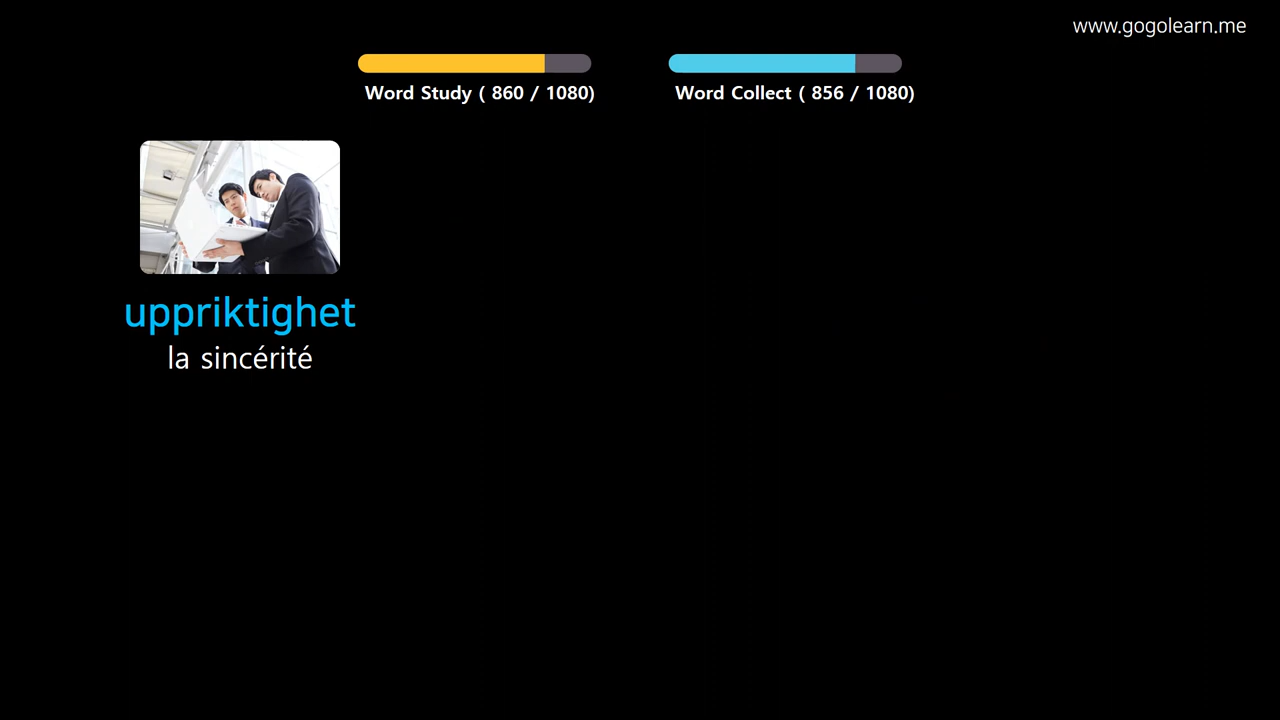 www.gogolearn.me
Word Study ( 860 / 1080)
Word Collect ( 856 / 1080)
uppriktighet
la sincérité